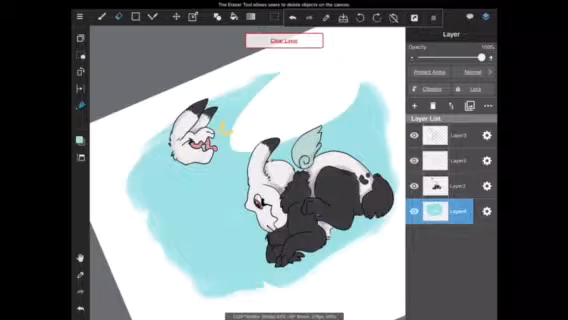 The Eraser Tool allows users to delete objects on the canvas.
Clear Layer
Layer
Opacity 100%
Protect Alpha Normal
Clipping Lock
Layer List
Layer3
Layer2
Layer4